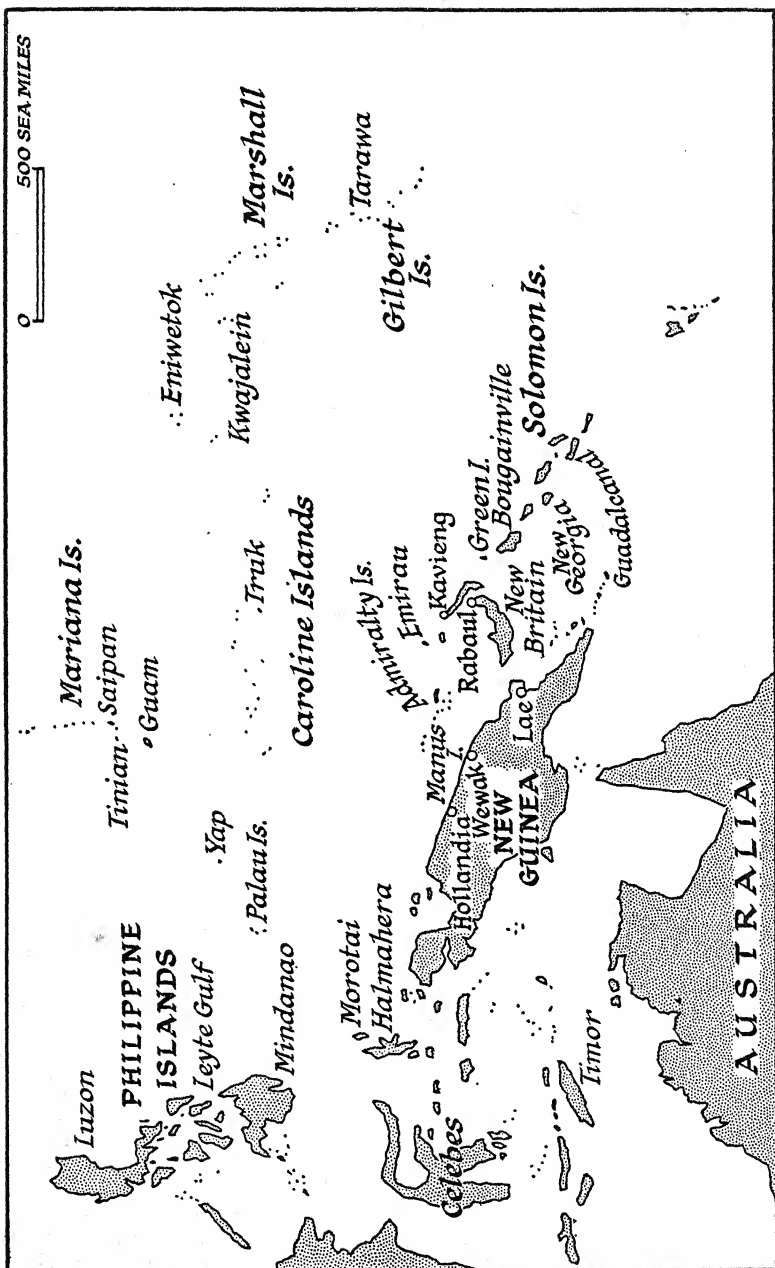 0 500 SEA MILES
Luzon
Mariana Is.
Tinian
Saipan
Guam
PHILIPPINE
ISLANDS
Eniwetok
Leyte Gulf
Yap
Palau Is.
Mindanao
Truk
Kwajalein
Marshall
Is.
Caroline Islands
Tarawa
Gilbert
Is.
Morotai
Halmahera
Admiralty Is.
Emirau
Kavieng
Manus
I.
Rabaul
Green I.
Bougainville
Solomon Is.
Celebes
Hollandia
Wewak
NEW
GUINEA
Lae
New
Britain
New
Georgia
Guadalcanal
Timor
AUSTRALIA